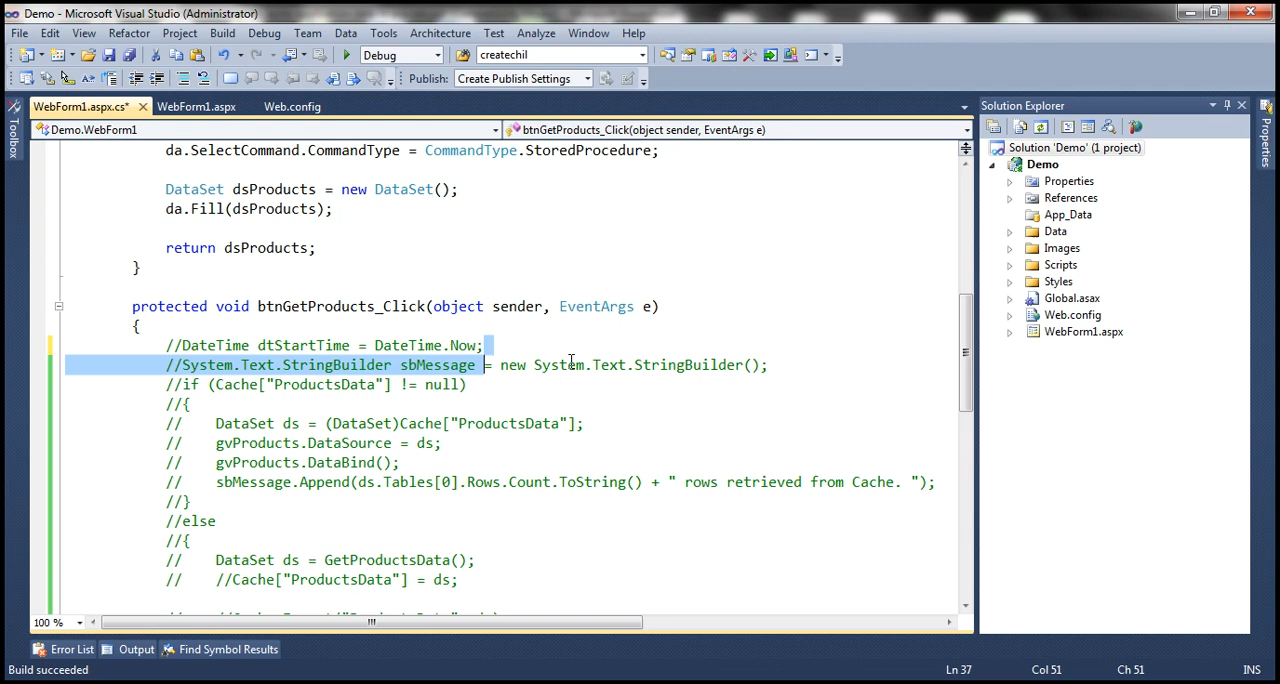 Demo - Microsoft Visual Studio (Administrator)
File Edit View Refactor Project Build Debug Team Data Tools Architecture Test Analyze Window Help
Debug createchil
Publish: Create Publish Settings
WebForm1.aspx.cs* WebForm1.aspx Web.config
Solution Explorer
Demo.WebForm1 btnGetProducts_Click(object sender, EventArgs e)
Toolbox
Properties
da.SelectCommand.CommandType = CommandType.StoredProcedure;
DataSet dsProducts = new DataSet();
da.Fill(dsProducts);
return dsProducts;
}
protected void btnGetProducts_Click(object sender, EventArgs e)
{
//DateTime dtStartTime = DateTime.Now;
//System.Text.StringBuilder sbMessage = new System.Text.StringBuilder();
//if (Cache["ProductsData"] != null)
//{
// DataSet ds = (DataSet)Cache["ProductsData"];
// gvProducts.DataSource = ds;
// gvProducts.DataBind();
// sbMessage.Append(ds.Tables[0].Rows.Count.ToString() + " rows retrieved from Cache. ");
//}
//else
//{
// DataSet ds = GetProductsData();
// //Cache["ProductsData"] = ds;
Solution 'Demo' (1 project)
Demo
Properties
References
App_Data
Data
Images
Scripts
Styles
Global.asax
Web.config
WebForm1.aspx
100 %
Error List Output Find Symbol Results
Build succeeded Ln 37 Col 51 Ch 51 INS